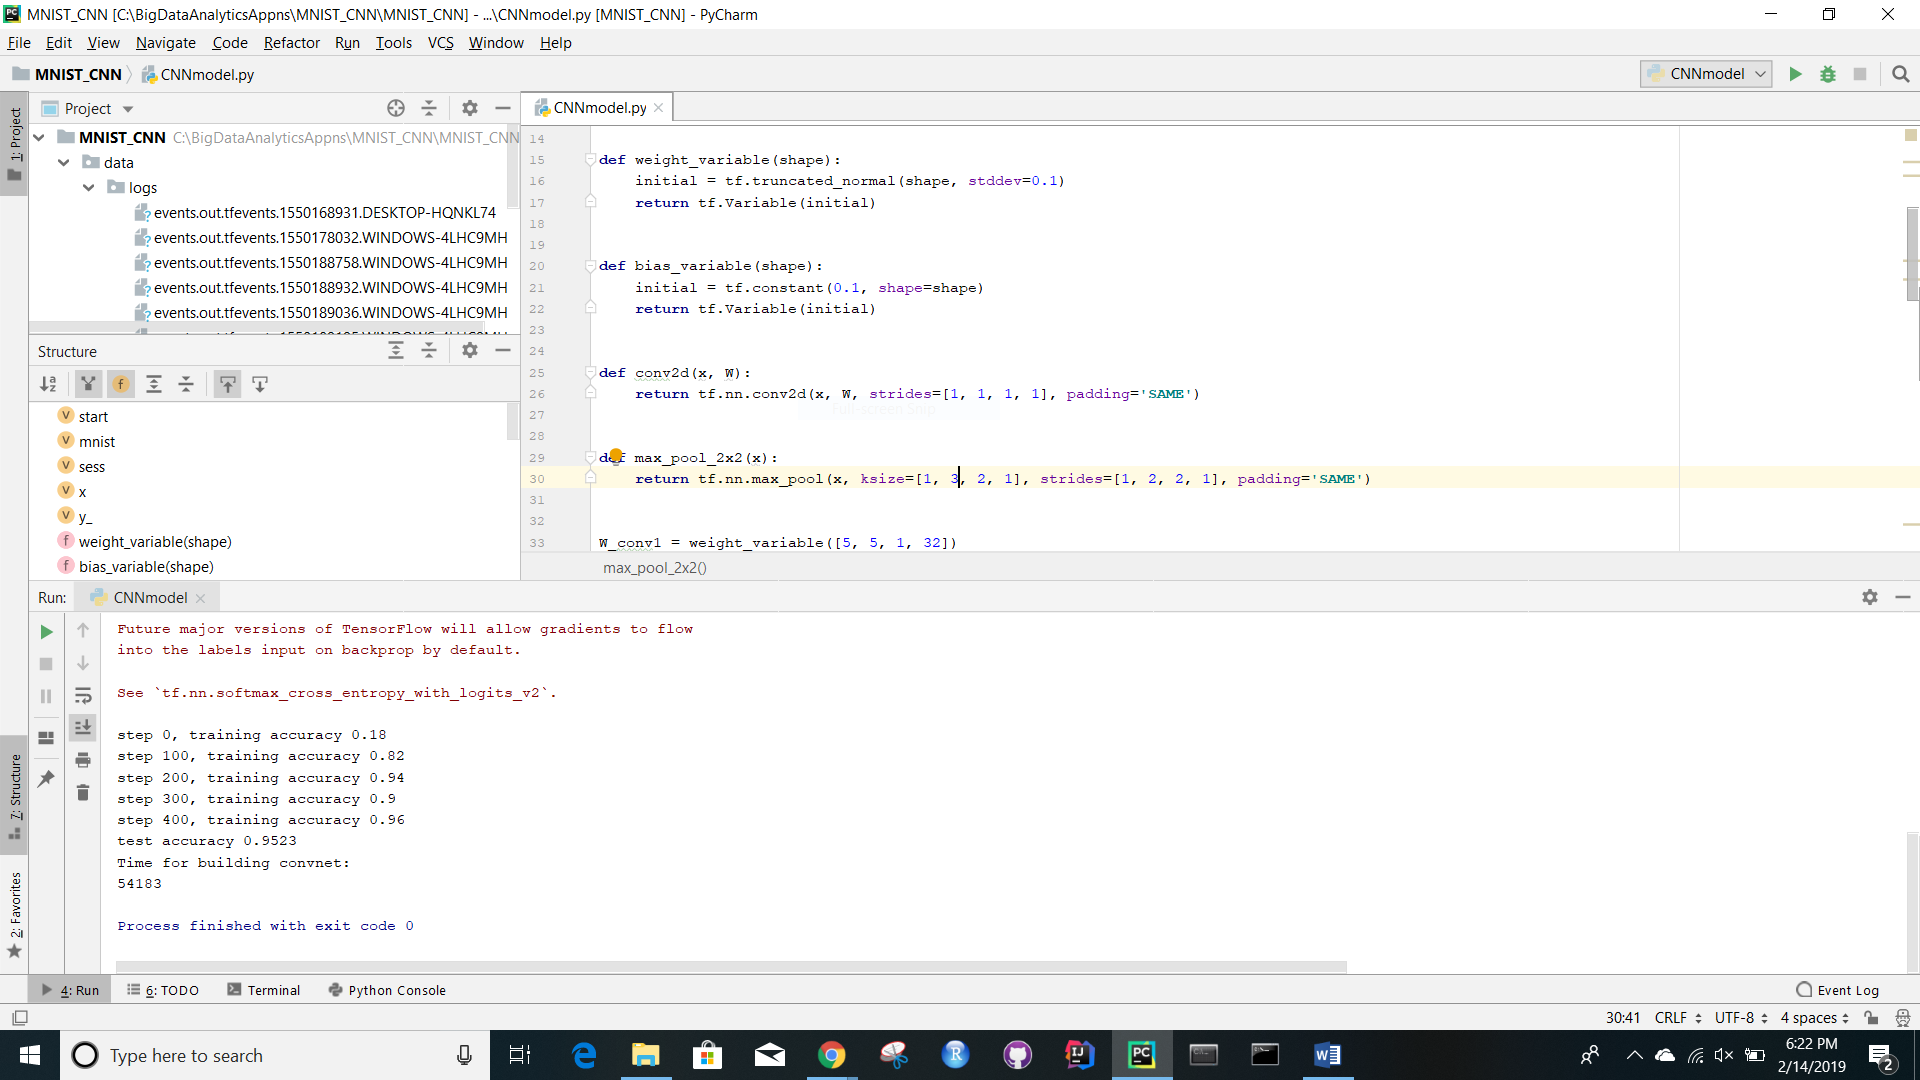 MNIST_CNN [C:\BigDataAnalyticsAppns\MNIST_CNN\MNIST_CNN] - ...\CNNmodel.py [MNIST_CNN] - PyCharm
File Edit View Navigate Code Refactor Run Tools VCS Window Help
MNIST_CNN CNNmodel.py
CNNmodel
1: Project
Project
MNIST_CNN C:\BigDataAnalyticsAppns\MNIST_CNN\MNIST_CNN
data
logs
events.out.tfevents.1550168931.DESKTOP-HQNKL74
events.out.tfevents.1550178032.WINDOWS-4LHC9MH
events.out.tfevents.1550188758.WINDOWS-4LHC9MH
events.out.tfevents.1550188932.WINDOWS-4LHC9MH
events.out.tfevents.1550189036.WINDOWS-4LHC9MH
Structure
start
mnist
sess
x
y_
weight_variable(shape)
bias_variable(shape)
CNNmodel.py
14
15 def weight_variable(shape):
16 initial = tf.truncated_normal(shape, stddev=0.1)
17 return tf.Variable(initial)
18
19
20 def bias_variable(shape):
21 initial = tf.constant(0.1, shape=shape)
22 return tf.Variable(initial)
23
24
25 def conv2d(x, W):
26 return tf.nn.conv2d(x, W, strides=[1, 1, 1, 1], padding='SAME')
27
28
29 def max_pool_2x2(x):
30 return tf.nn.max_pool(x, ksize=[1, 3, 2, 1], strides=[1, 2, 2, 1], padding='SAME')
31
32
33 W_conv1 = weight_variable([5, 5, 1, 32])
max_pool_2x2()
Run: CNNmodel
Future major versions of TensorFlow will allow gradients to flow
into the labels input on backprop by default.
See `tf.nn.softmax_cross_entropy_with_logits_v2`.
step 0, training accuracy 0.18
step 100, training accuracy 0.82
step 200, training accuracy 0.94
step 300, training accuracy 0.9
step 400, training accuracy 0.96
test accuracy 0.9523
Time for building convnet:
54183
Process finished with exit code 0
7: Structure
2: Favorites
4: Run 6: TODO Terminal Python Console Event Log
30:41 CRLF UTF-8 4 spaces
Type here to search
6:22 PM
2/14/2019
2